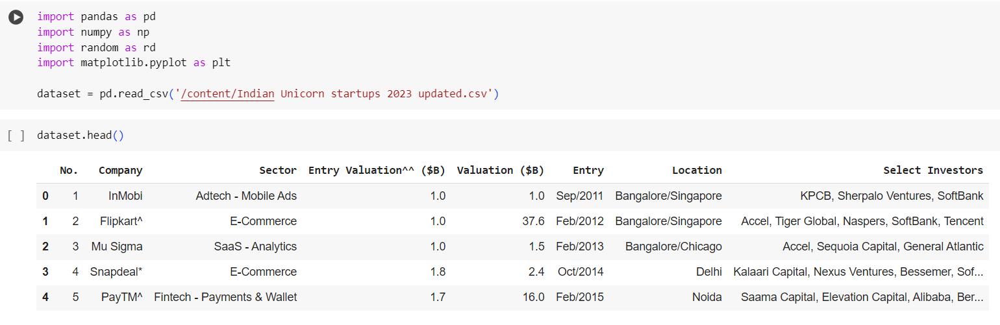 import pandas as pd
import numpy as np
import random as rd
import matplotlib.pyplot as plt
dataset = pd.read_csv('/content/Indian Unicorn startups 2023 updated.csv')
[ ] dataset.head()
No. Company Sector Entry Valuation^^ ($B) Valuation ($B) Entry Location Select Investors
0 1 InMobi Adtech - Mobile Ads 1.0 1.0 Sep/2011 Bangalore/Singapore KPCB, Sherpalo Ventures, SoftBank
1 2 Flipkart^ E-Commerce 1.0 37.6 Feb/2012 Bangalore/Singapore Accel, Tiger Global, Naspers, SoftBank, Tencent
2 3 Mu Sigma SaaS - Analytics 1.0 1.5 Feb/2013 Bangalore/Chicago Accel, Sequoia Capital, General Atlantic
3 4 Snapdeal* E-Commerce 1.8 2.4 Oct/2014 Delhi Kalaari Capital, Nexus Ventures, Bessemer, Sof...
4 5 PayTM^ Fintech - Payments & Wallet 1.7 16.0 Feb/2015 Noida Saama Capital, Elevation Capital, Alibaba, Ber...